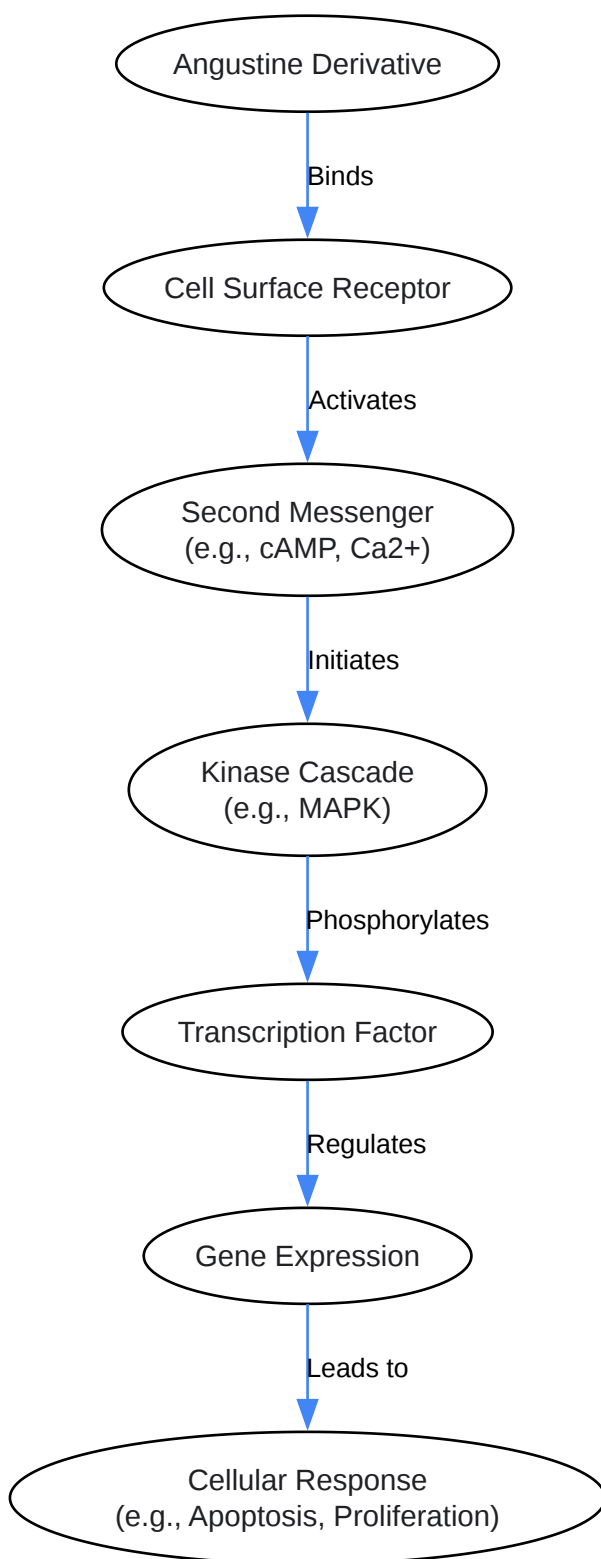 Angustine Derivative
Binds
Cell Surface Receptor
Activates
Second Messenger
(e.g., cAMP, Ca2+)
Initiates
Kinase Cascade
(e.g., MAPK)
Phosphorylates
Transcription Factor
Regulates
Gene Expression
Leads to
Cellular Response
(e.g., Apoptosis, Proliferation)